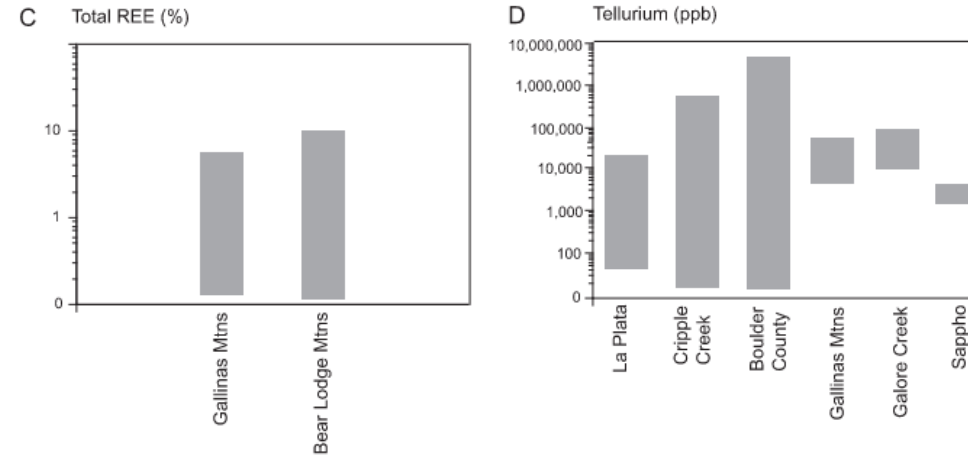 C
Total REE (%)
10
1
0
Gallinas Mtns
Bear Lodge Mtns
D
Tellurium (ppb)
10,000,000
1,000,000
100,000
10,000
1,000
100
0
La Plata
Cripple
Creek
Boulder
County
Gallinas Mtns
Galore Creek
Sappho